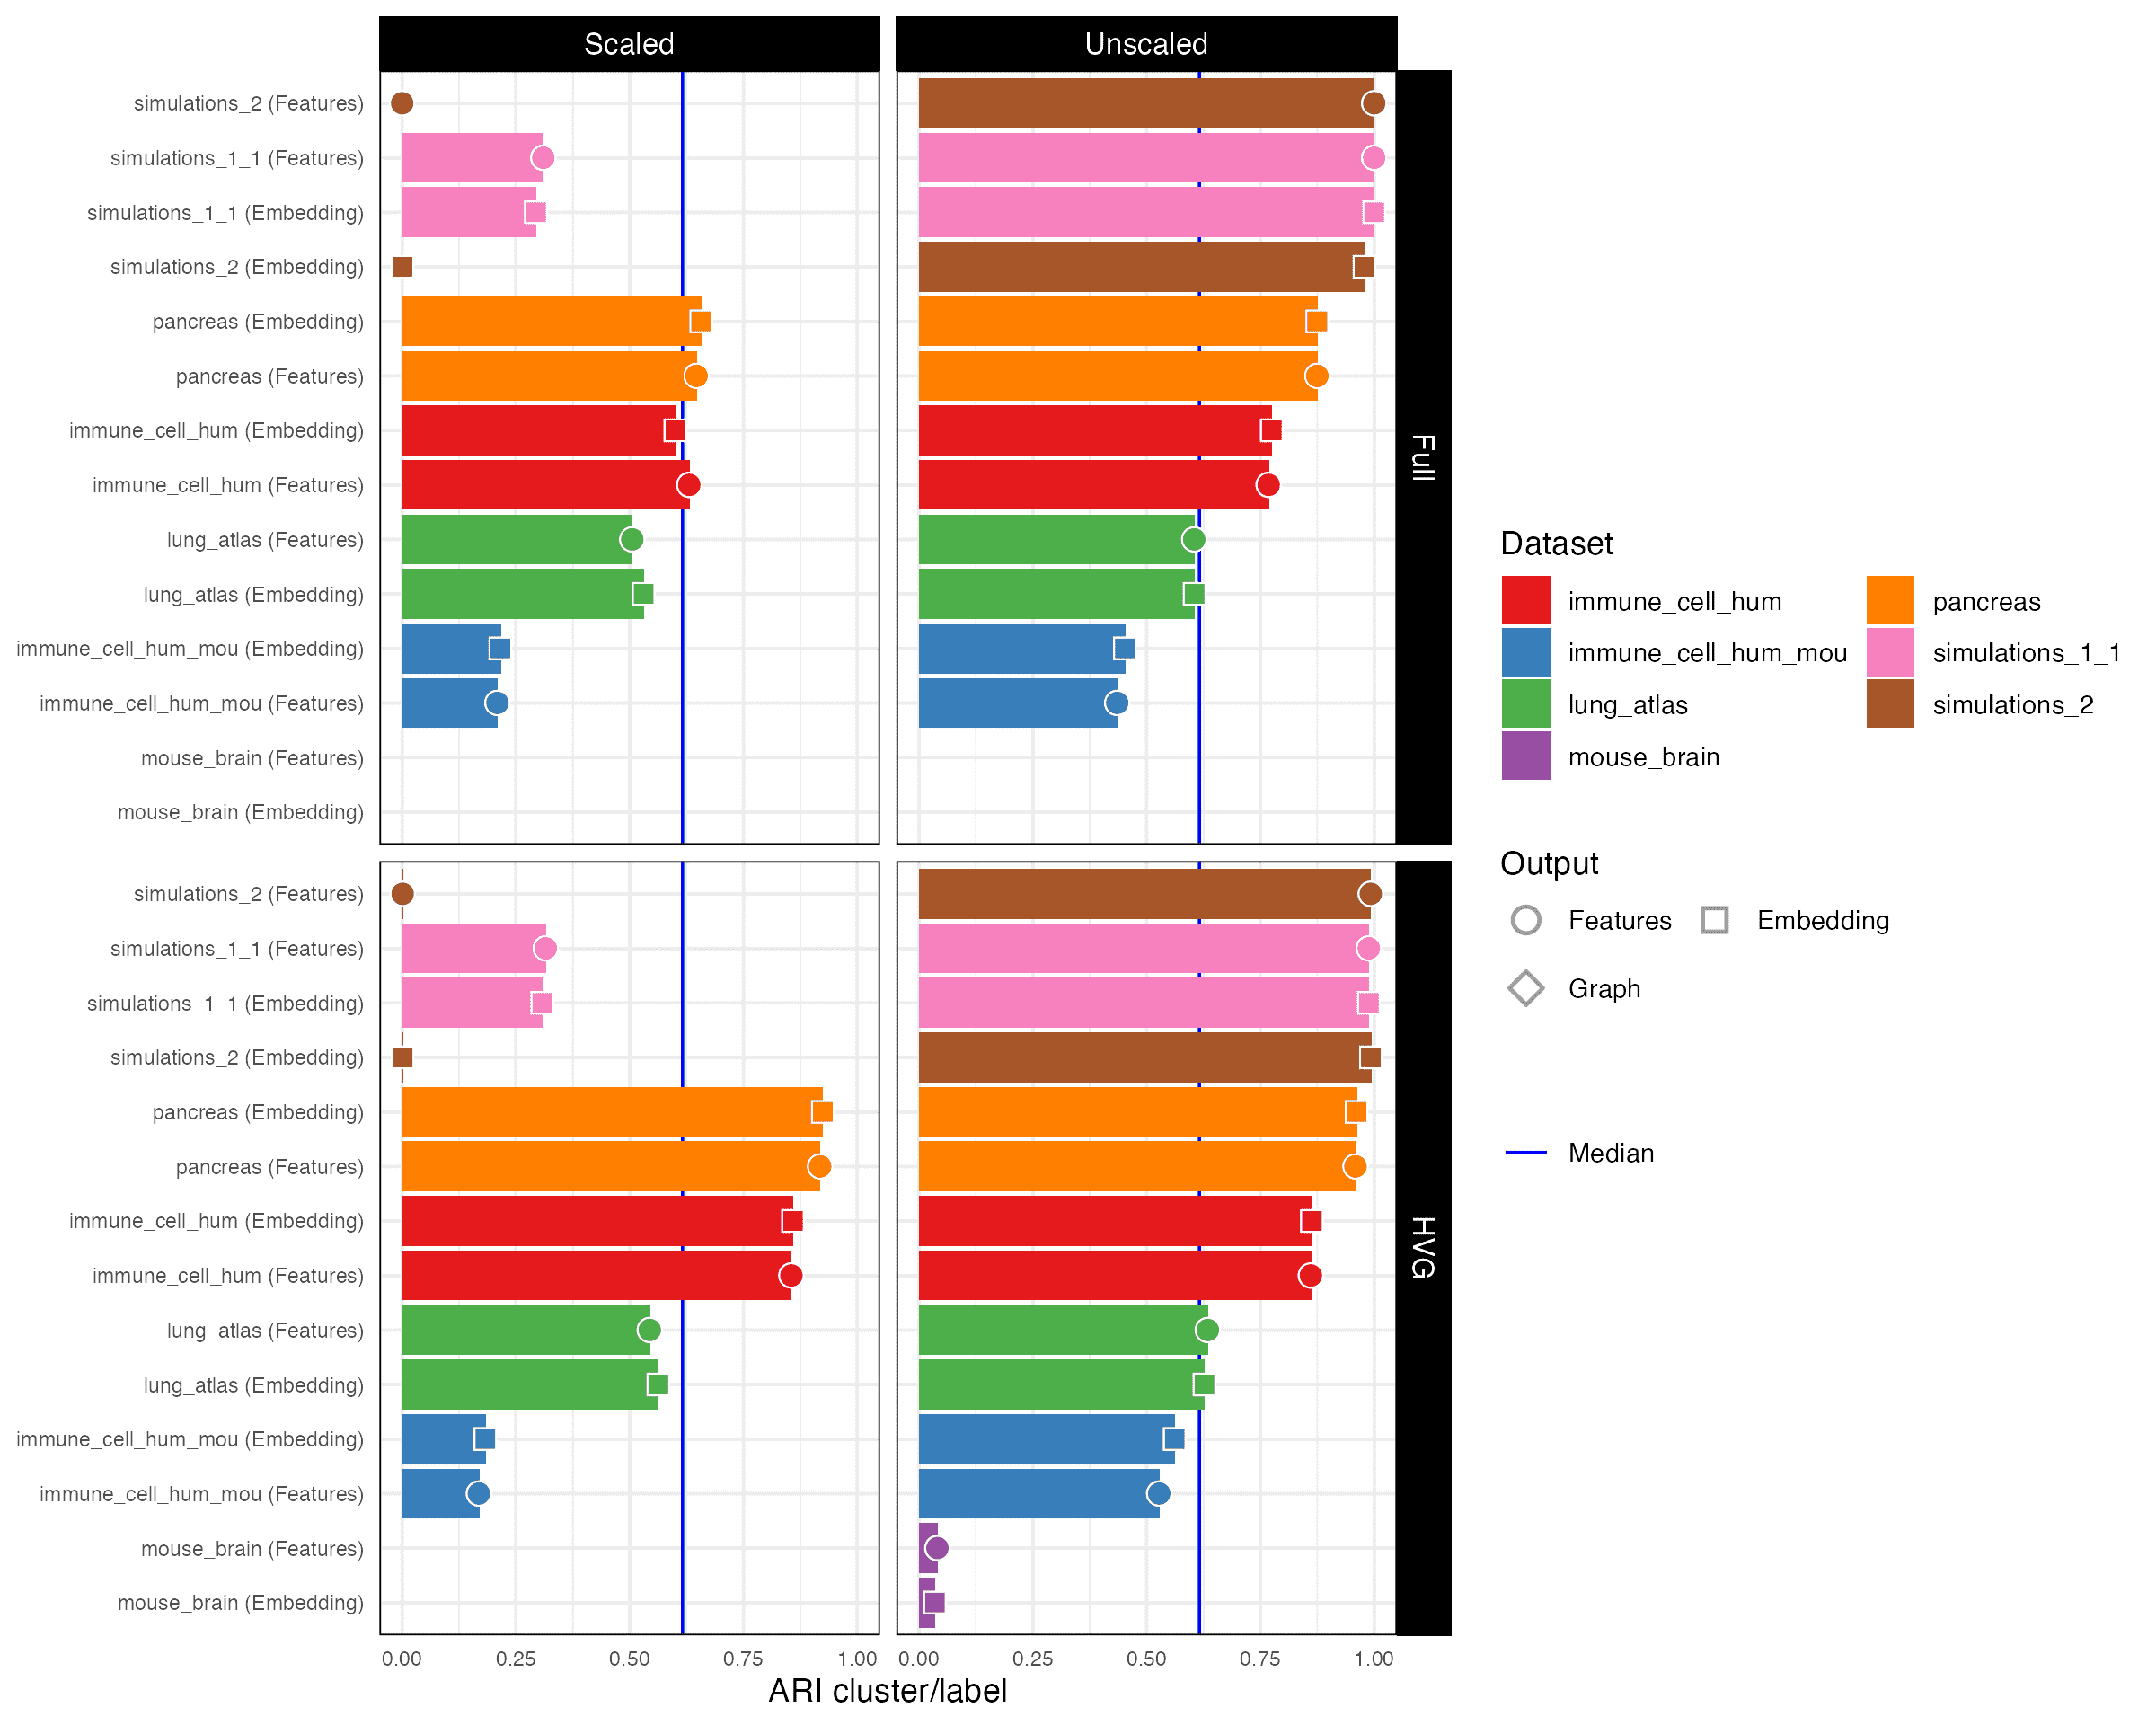 Scaled
Unscaled
simulations_2 (Features)
simulations_1_1 (Features)
simulations_1_1 (Embedding)
simulations_2 (Embedding)
pancreas (Embedding)
pancreas (Features)
immune_cell_hum (Embedding)
immune_cell_hum (Features)
lung_atlas (Features)
lung_atlas (Embedding)
immune_cell_hum_mou (Embedding)
immune_cell_hum_mou (Features)
mouse_brain (Features)
mouse_brain (Embedding)
Full
simulations_2 (Features)
simulations_1_1 (Features)
simulations_1_1 (Embedding)
simulations_2 (Embedding)
pancreas (Embedding)
pancreas (Features)
immune_cell_hum (Embedding)
immune_cell_hum (Features)
lung_atlas (Features)
lung_atlas (Embedding)
immune_cell_hum_mou (Embedding)
immune_cell_hum_mou (Features)
mouse_brain (Features)
mouse_brain (Embedding)
HVG
0.00 0.25 0.50 0.75 1.00
0.00 0.25 0.50 0.75 1.00
ARI cluster/label
Dataset
immune_cell_hum
immune_cell_hum_mou
lung_atlas
mouse_brain
pancreas
simulations_1_1
simulations_2
Output
Features
Embedding
Graph
Median